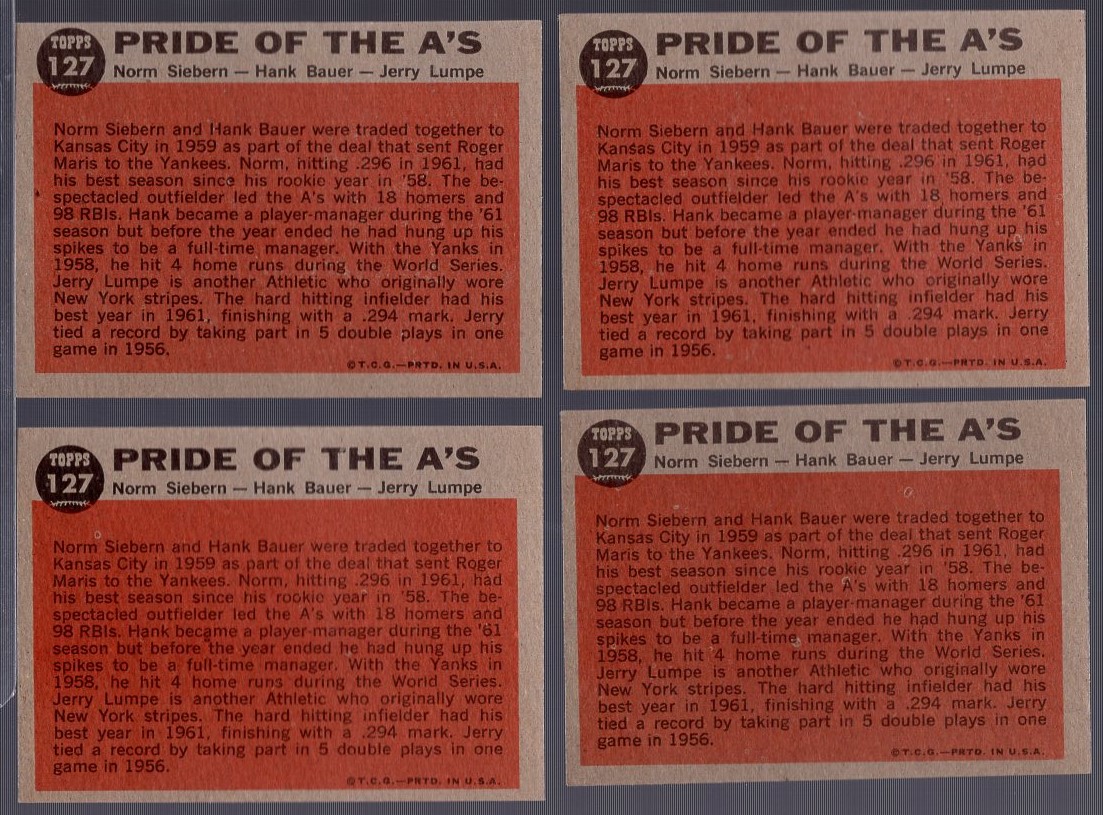 TOPPS
127
PRIDE OF THE A'S
Norm Siebern — Hank Bauer — Jerry Lumpe
Norm Siebern and Hank Bauer were traded together to
Kansas City in 1959 as part of the deal that sent Roger
Maris to the Yankees. Norm, hitting .296 in 1961, had
his best season since his rookie year in '58. The be-
spectacled outfielder led the A's with 18 homers and
98 RBIs. Hank became a player-manager during the '61
season but before the year ended he had hung up his
spikes to be a full-time manager. With the Yanks in
1958, he hit 4 home runs during the World Series.
Jerry Lumpe is another Athletic who originally wore
New York stripes. The hard hitting infielder had his
best year in 1961, finishing with a .294 mark. Jerry
tied a record by taking part in 5 double plays in one
game in 1956.
©T.C.G.—PRTD. IN U.S.A.
TOPPS
127
PRIDE OF THE A'S
Norm Siebern — Hank Bauer — Jerry Lumpe
Norm Siebern and Hank Bauer were traded together to
Kansas City in 1959 as part of the deal that sent Roger
Maris to the Yankees. Norm, hitting .296 in 1961, had
his best season since his rookie year in '58. The be-
spectacled outfielder led the A's with 18 homers and
98 RBIs. Hank became a player-manager during the '61
season but before the year ended he had hung up his
spikes to be a full-time manager. With the Yanks in
1958, he hit 4 home runs during the World Series.
Jerry Lumpe is another Athletic who originally wore
New York stripes. The hard hitting infielder had his
best year in 1961, finishing with a .294 mark. Jerry
tied a record by taking part in 5 double plays in one
game in 1956.
©T.C.G.—PRTD. IN U.S.A.
TOPPS
127
PRIDE OF THE A'S
Norm Siebern — Hank Bauer — Jerry Lumpe
Norm Siebern and Hank Bauer were traded together to
Kansas City in 1959 as part of the deal that sent Roger
Maris to the Yankees. Norm, hitting .296 in 1961, had
his best season since his rookie year in '58. The be-
spectacled outfielder led the A's with 18 homers and
98 RBIs. Hank became a player-manager during the '61
season but before the year ended he had hung up his
spikes to be a full-time manager. With the Yanks in
1958, he hit 4 home runs during the World Series.
Jerry Lumpe is another Athletic who originally wore
New York stripes. The hard hitting infielder had his
best year in 1961, finishing with a .294 mark. Jerry
tied a record by taking part in 5 double plays in one
game in 1956.
©T.C.G.—PRTD. IN U.S.A.
TOPPS
127
PRIDE OF THE A'S
Norm Siebern — Hank Bauer — Jerry Lumpe
Norm Siebern and Hank Bauer were traded together to
Kansas City in 1959 as part of the deal that sent Roger
Maris to the Yankees. Norm, hitting .296 in 1961, had
his best season since his rookie year in '58. The be-
spectacled outfielder led the A's with 18 homers and
98 RBIs. Hank became a player-manager during the '61
season but before the year ended he had hung up his
spikes to be a full-time manager. With the Yanks in
1958, he hit 4 home runs during the World Series.
Jerry Lumpe is another Athletic who originally wore
New York stripes. The hard hitting infielder had his
best year in 1961, finishing with a .294 mark. Jerry
tied a record by taking part in 5 double plays in one
game in 1956.
©T.C.G.—PRTD. IN U.S.A.